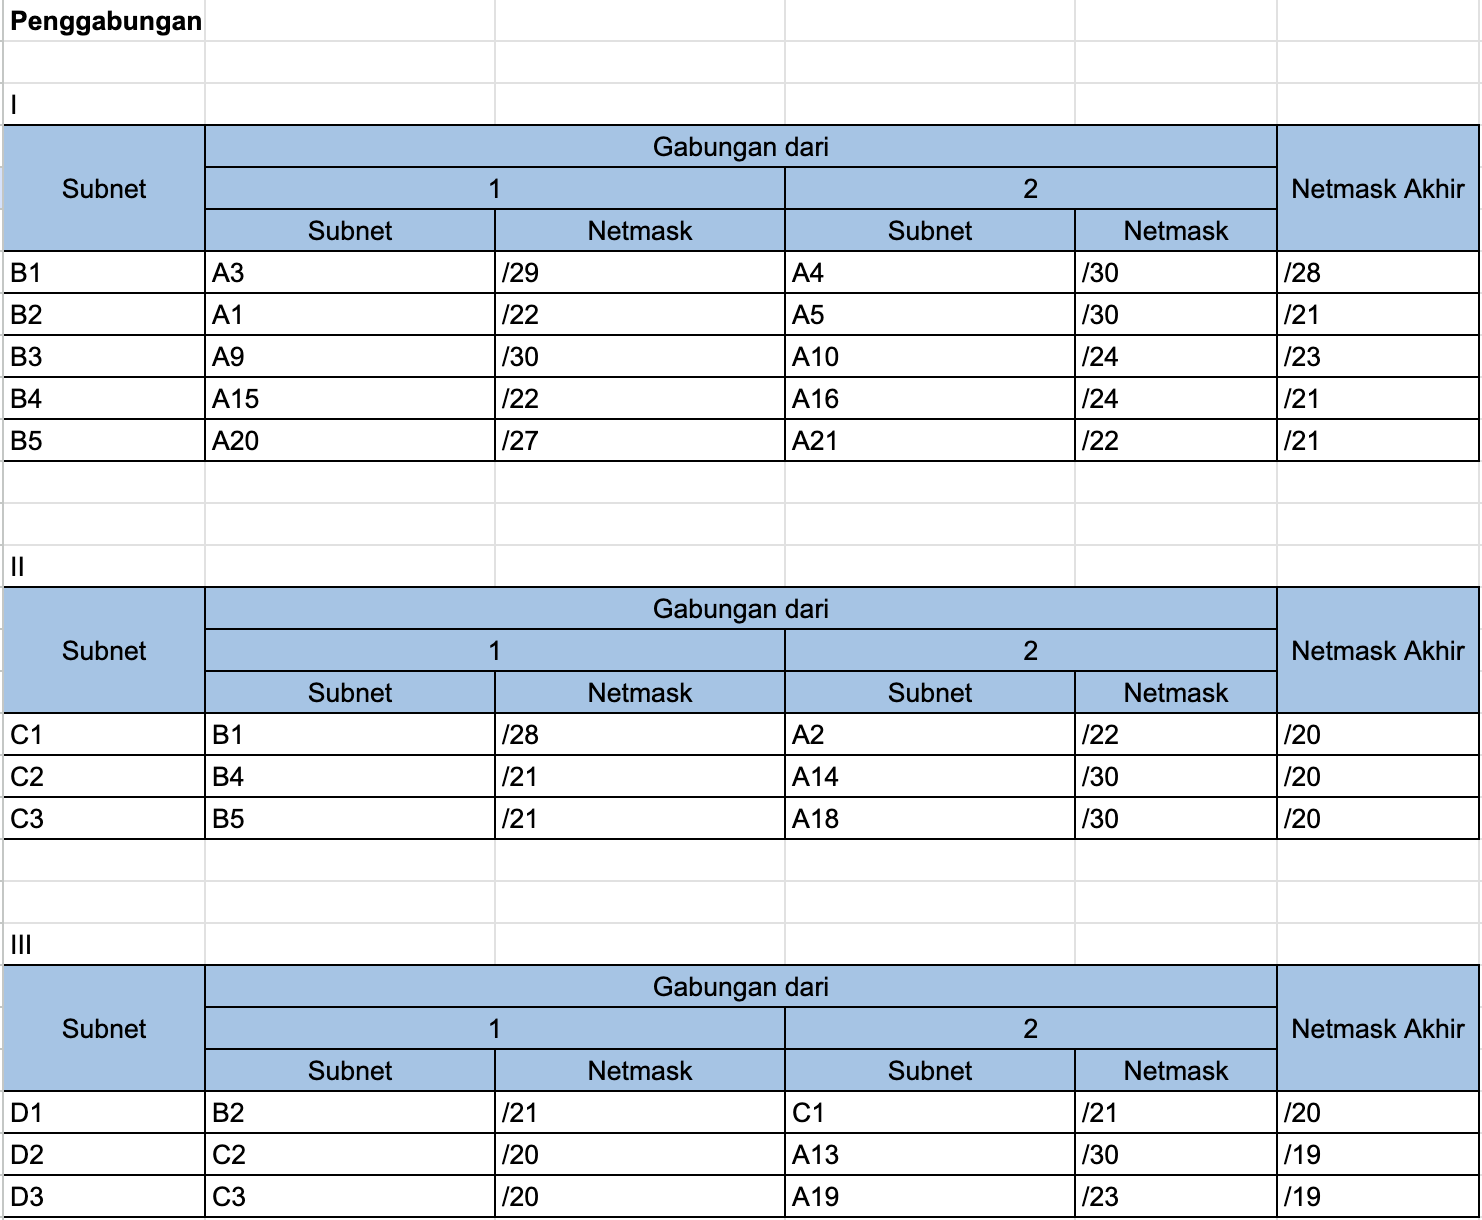 Penggabungan
I
Subnet Gabungan dari Netmask Akhir
1 2
Subnet Netmask Subnet Netmask
B1 A3 /29 A4 /30 /28
B2 A1 /22 A5 /30 /21
B3 A9 /30 A10 /24 /23
B4 A15 /22 A16 /24 /21
B5 A20 /27 A21 /22 /21
II
Subnet Gabungan dari Netmask Akhir
1 2
Subnet Netmask Subnet Netmask
C1 B1 /28 A2 /22 /20
C2 B4 /21 A14 /30 /20
C3 B5 /21 A18 /30 /20
III
Subnet Gabungan dari Netmask Akhir
1 2
Subnet Netmask Subnet Netmask
D1 B2 /21 C1 /21 /20
D2 C2 /20 A13 /30 /19
D3 C3 /20 A19 /23 /19